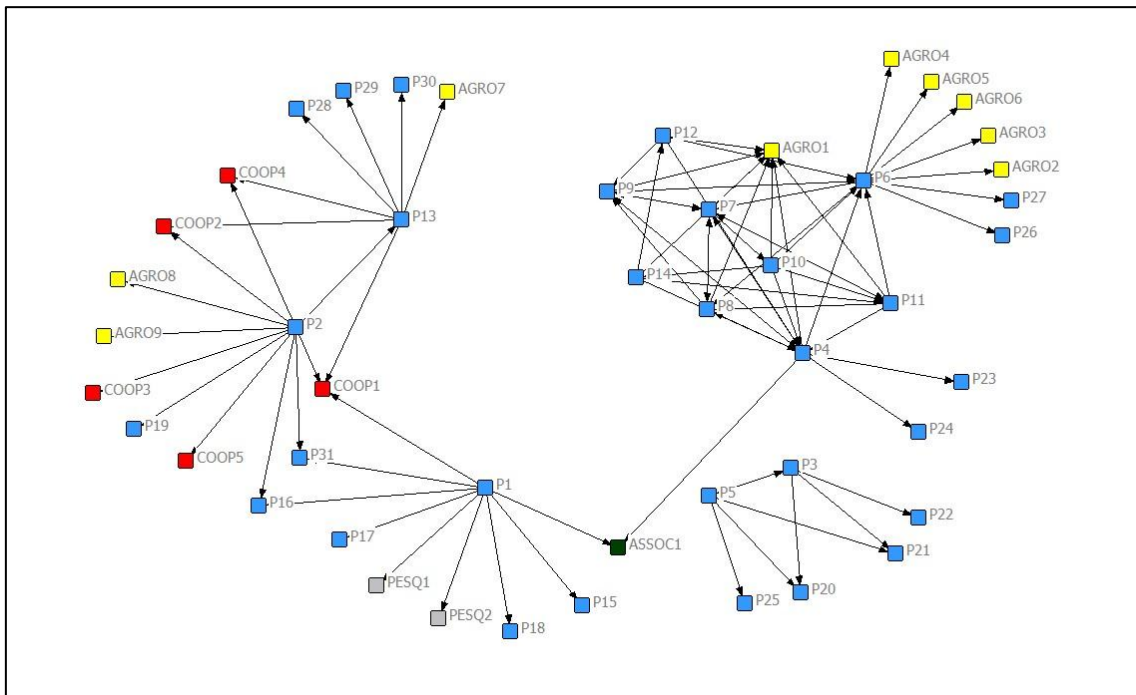 AGRO4
AGRO5
P30
P29
AGRO7
AGRO6
P28
P12
AGRO3
AGRO1
AGRO2
COOP4
P6
P9
P27
P7
P13
COOP2
P26
P10
P14
AGRO8
P11
P8
P2
AGRO9
P4
P23
COOP1
COOP3
P19
P24
P31
COOP5
P3
P1
P5
P16
P22
P17
ASSOC1
P21
PESQ1
P20
P25
P15
PESQ2
P18